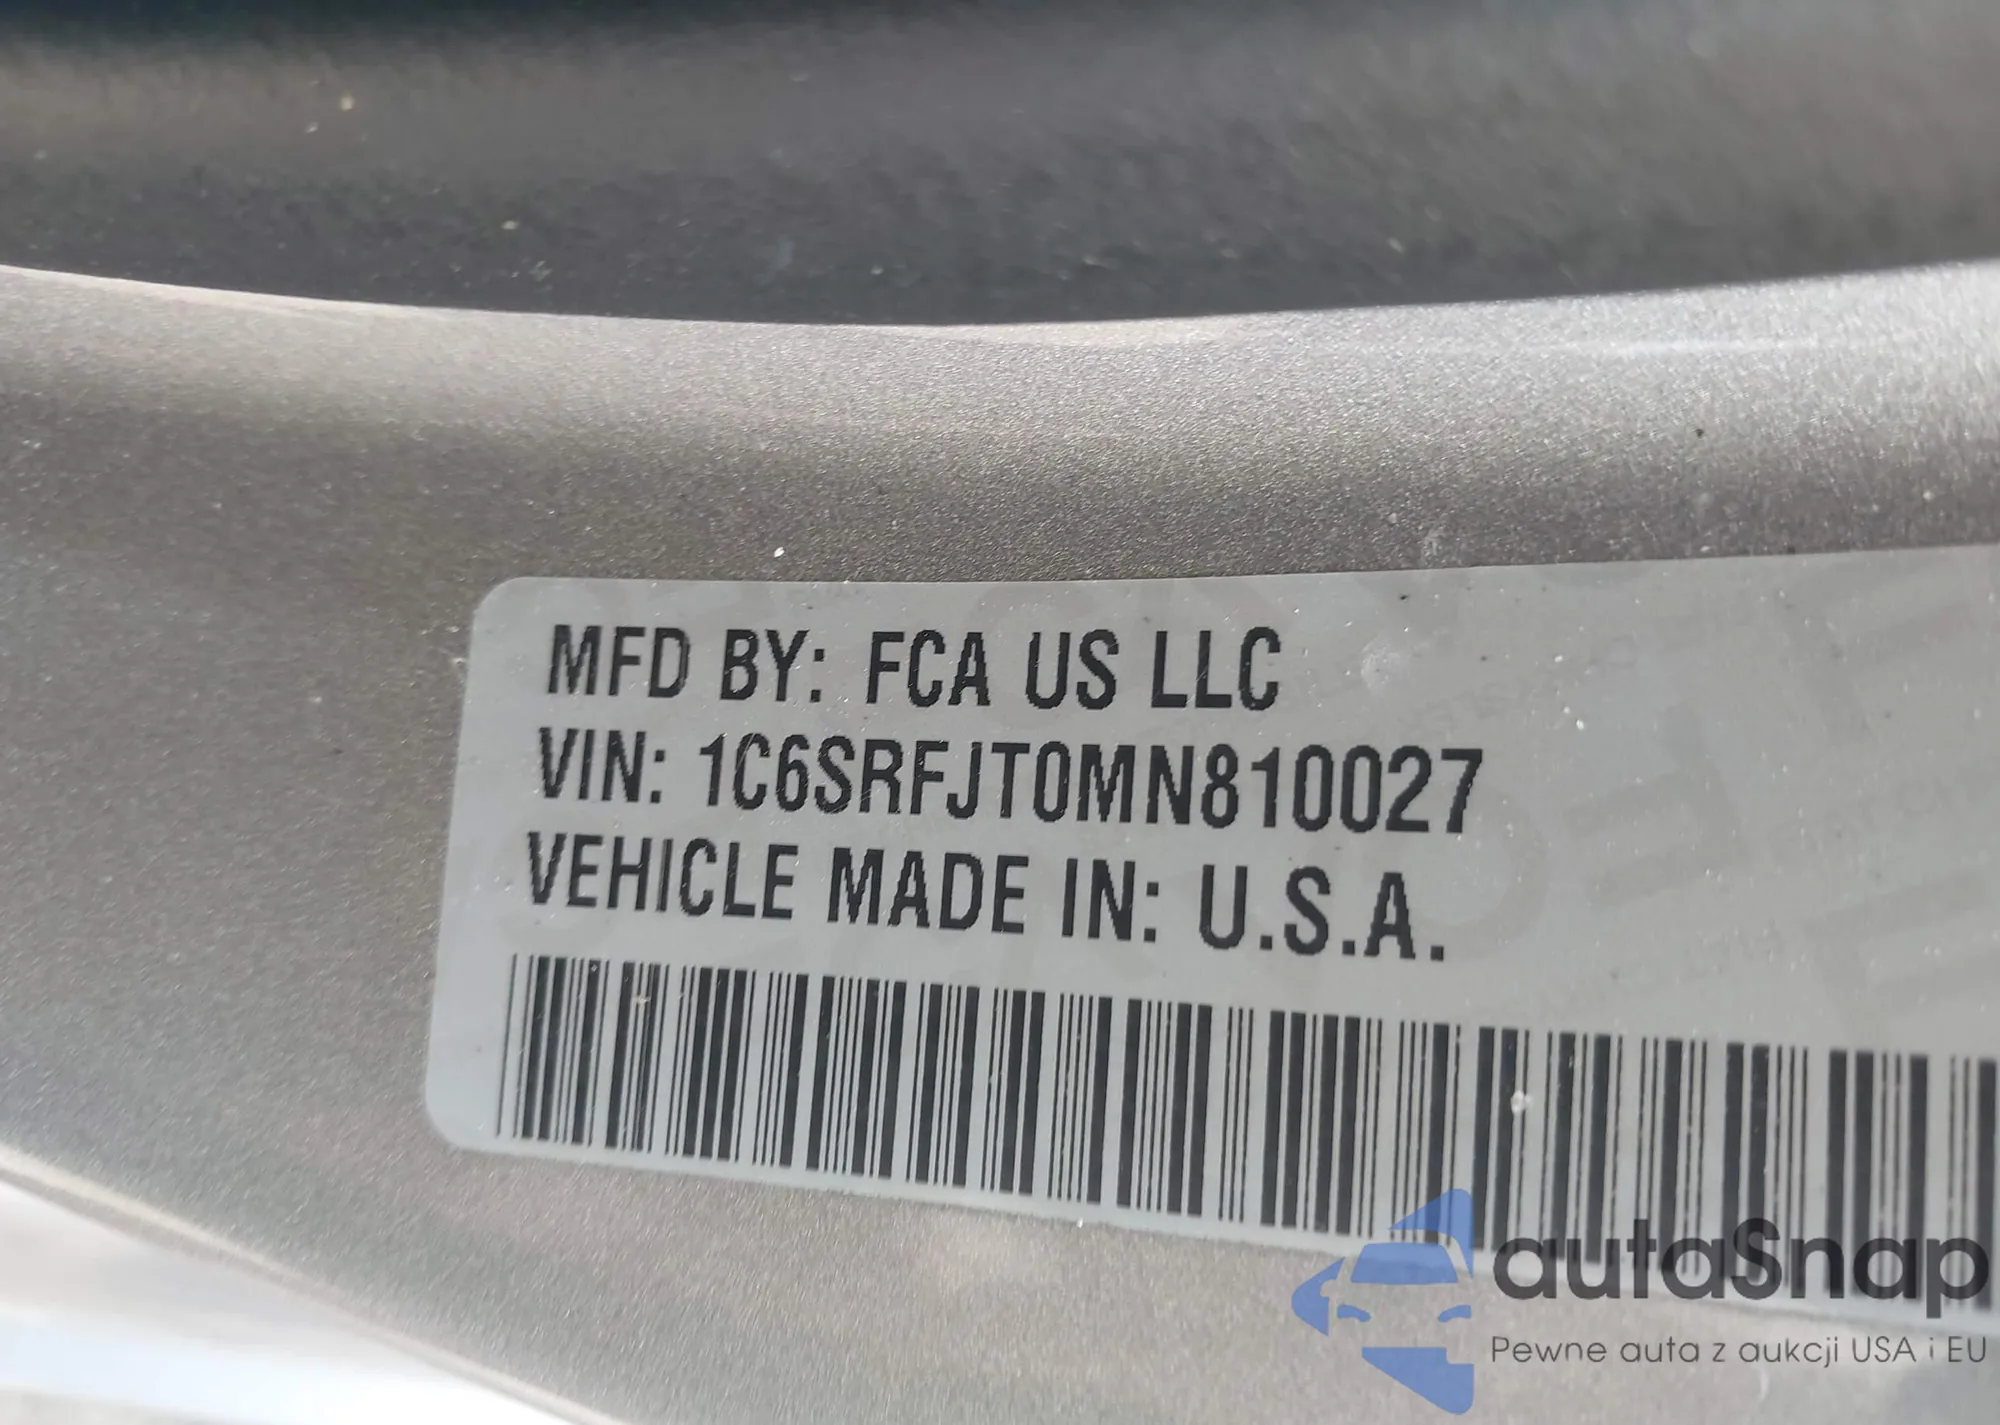 MFD BY: FCA US LLC
VIN: 1C6SRFJT0MN810027
VEHICLE MADE IN: U.S.A.
autaSnap
Pewne auta z aukcji USA i EU